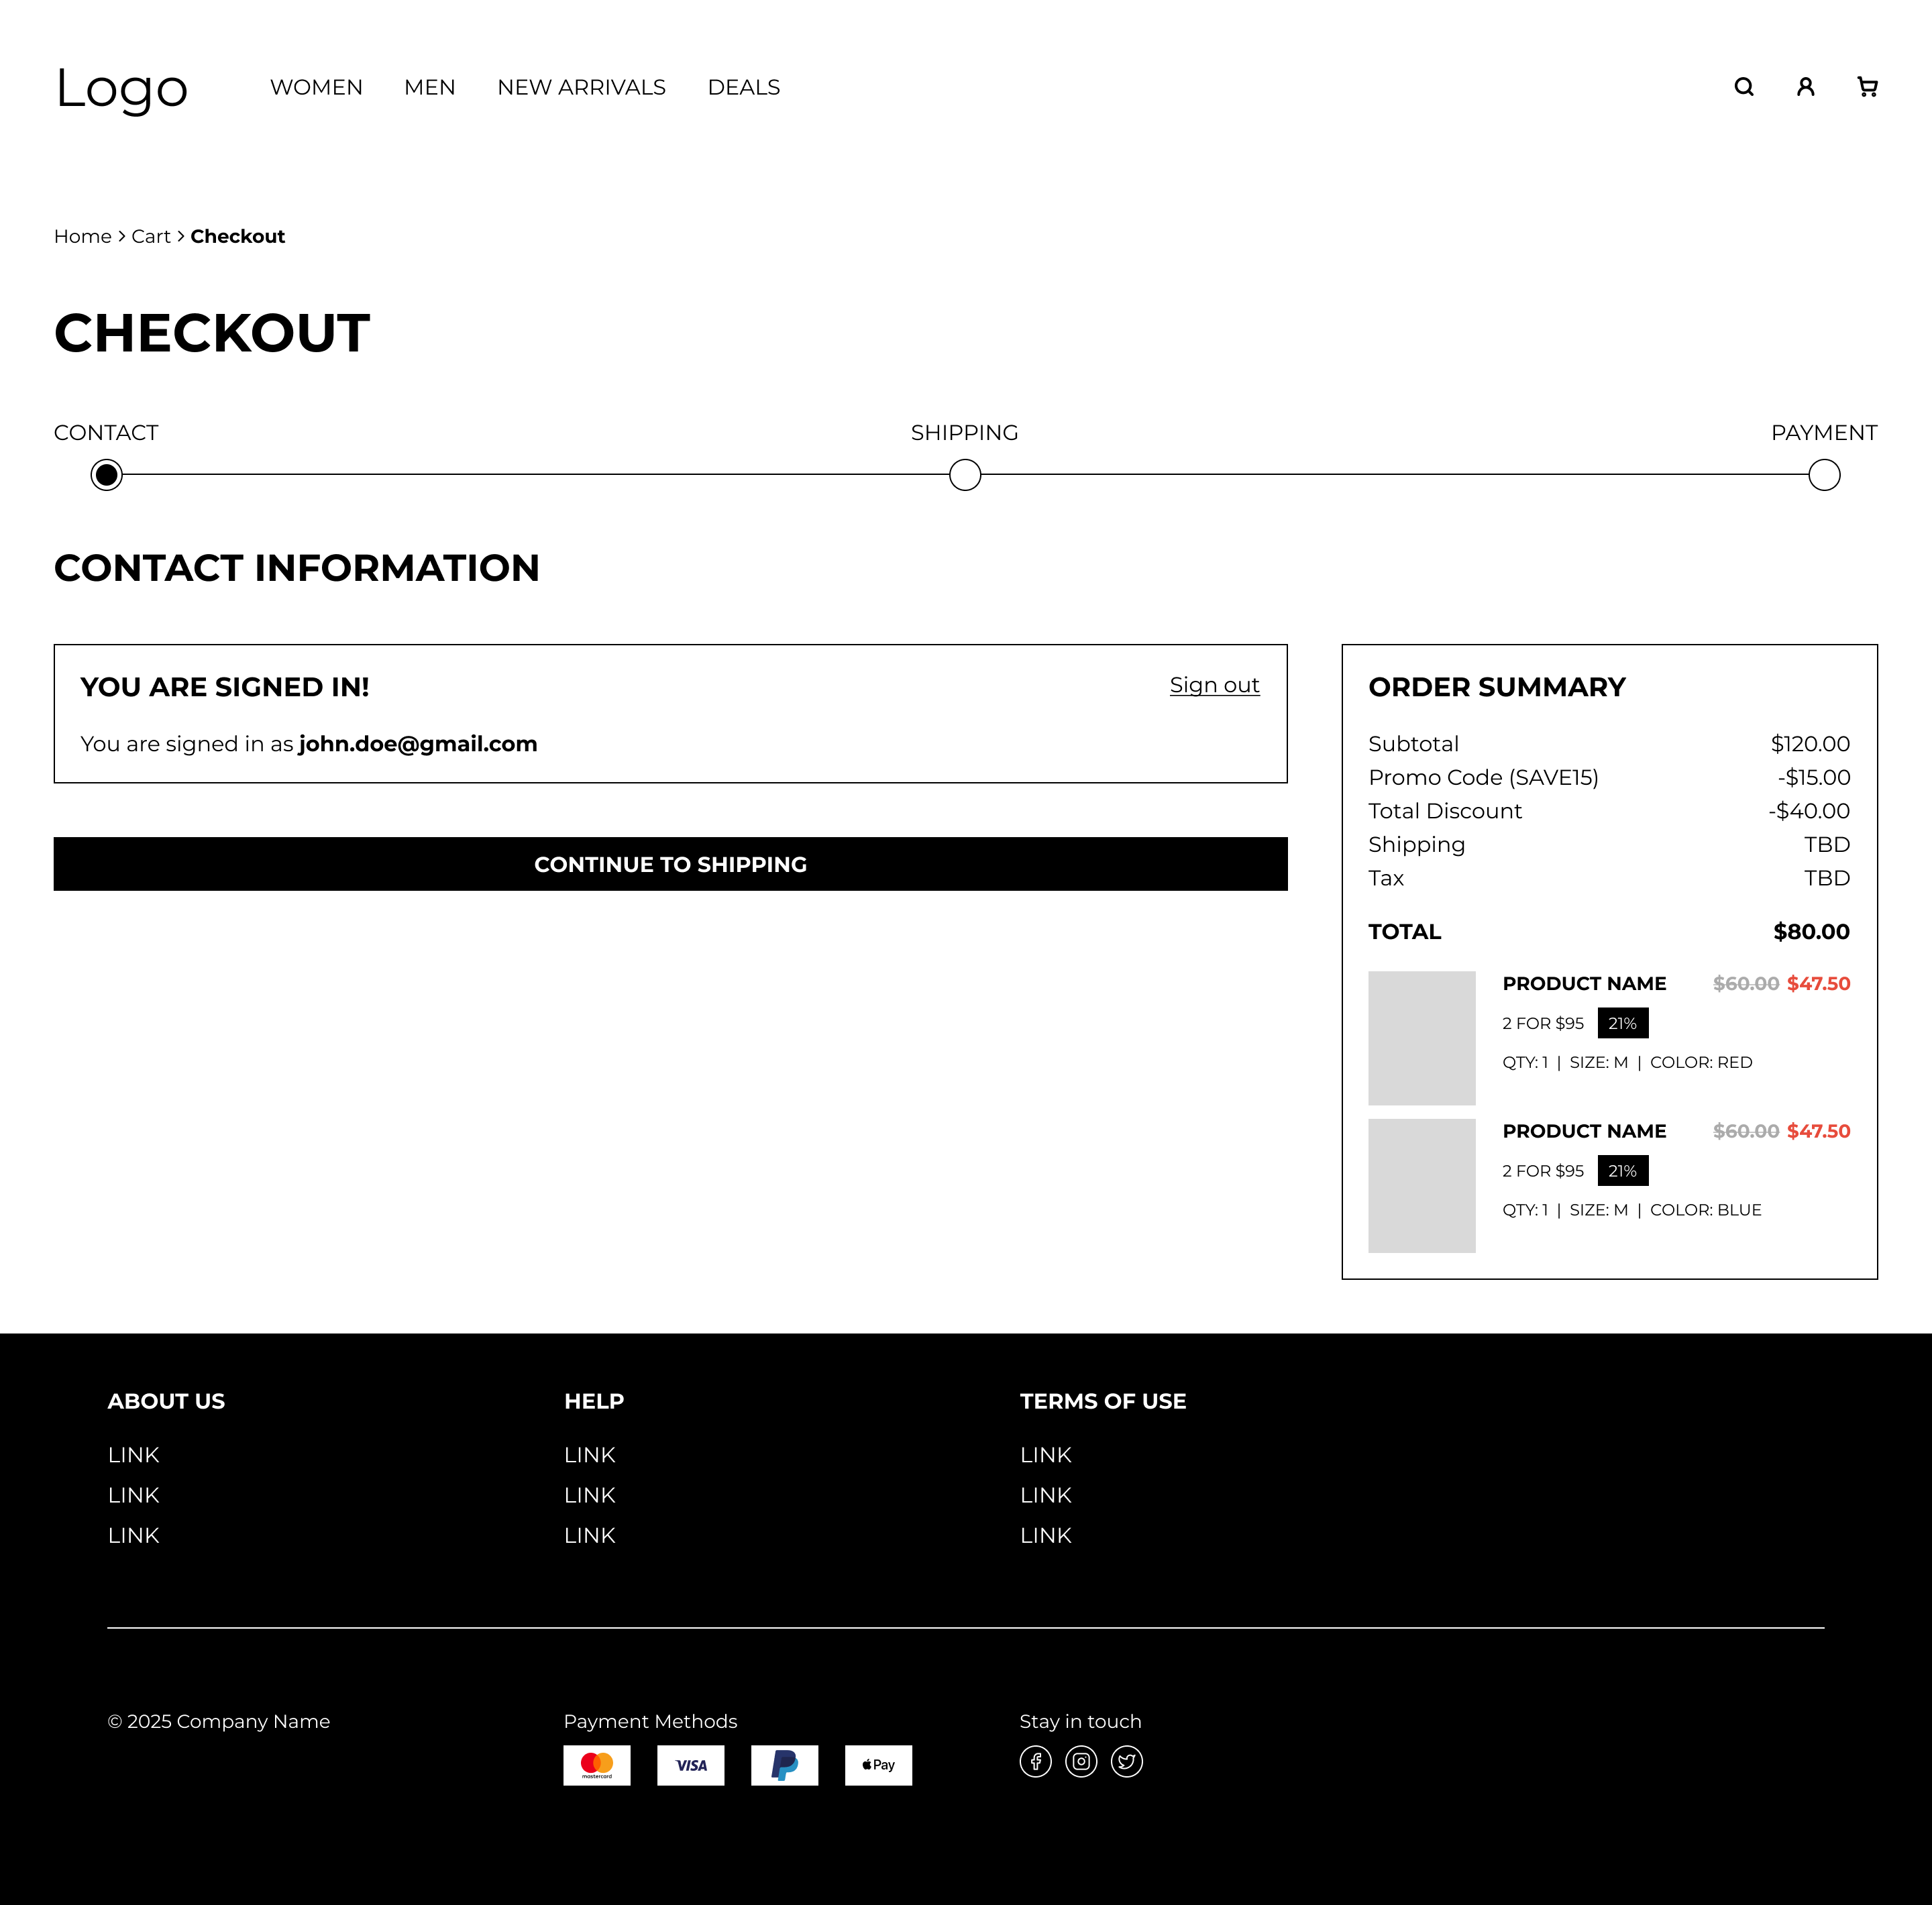 Logo WOMEN MEN NEW ARRIVALS DEALS
Home > Cart > Checkout
CHECKOUT
CONTACT SHIPPING PAYMENT
CONTACT INFORMATION
YOU ARE SIGNED IN! Sign out
You are signed in as john.doe@gmail.com
CONTINUE TO SHIPPING
ORDER SUMMARY
Subtotal $120.00
Promo Code (SAVE15) -$15.00
Total Discount -$40.00
Shipping TBD
Tax TBD
TOTAL $80.00
PRODUCT NAME $60.00 $47.50
2 FOR $95 21%
QTY: 1 | SIZE: M | COLOR: RED
PRODUCT NAME $60.00 $47.50
2 FOR $95 21%
QTY: 1 | SIZE: M | COLOR: BLUE
ABOUT US
LINK
LINK
LINK
HELP
LINK
LINK
LINK
TERMS OF USE
LINK
LINK
LINK
© 2025 Company Name
Payment Methods
mastercard VISA Pay
Stay in touch